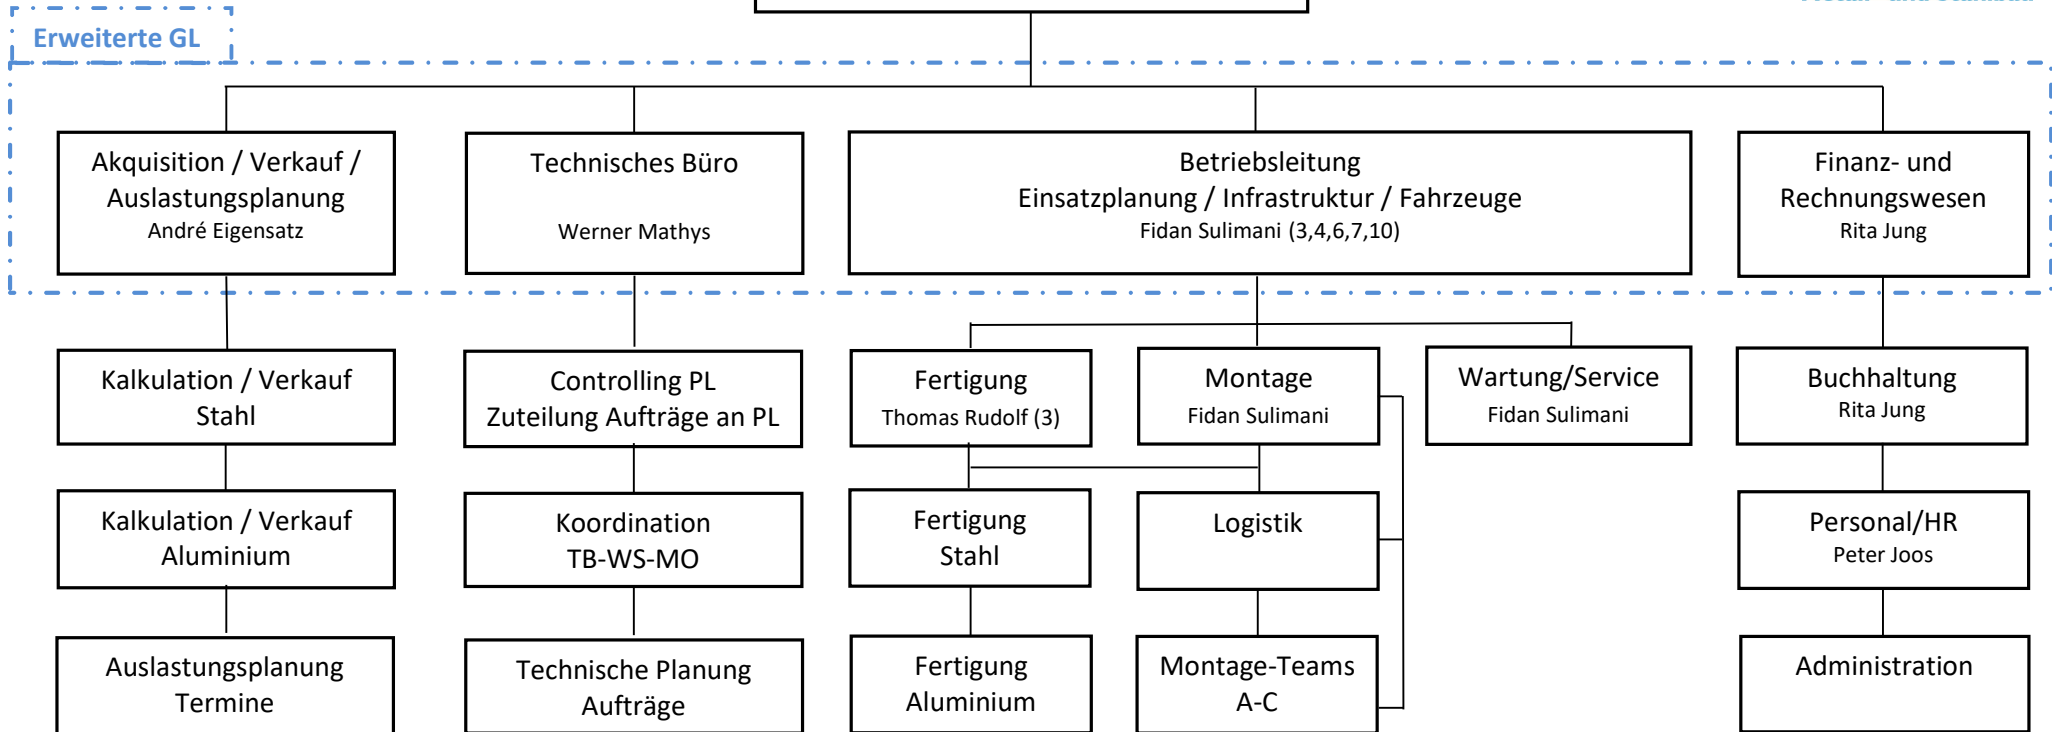 Erweiterte GL
Akquisition / Verkauf /
Auslastungsplanung
André Eigensatz
Technisches Büro
Werner Mathys
Betriebsleitung
Einsatzplanung / Infrastruktur / Fahrzeuge
Fidan Sulimani (3,4,6,7,10)
Finanz- und
Rechnungswesen
Rita Jung
Kalkulation / Verkauf
Stahl
Controlling PL
Zuteilung Aufträge an PL
Fertigung
Thomas Rudolf (3)
Montage
Fidan Sulimani
Wartung/Service
Fidan Sulimani
Buchhaltung
Rita Jung
Kalkulation / Verkauf
Aluminium
Koordination
TB-WS-MO
Fertigung
Stahl
Logistik
Personal/HR
Peter Joos
Auslastungsplanung
Termine
Technische Planung
Aufträge
Fertigung
Aluminium
Montage-Teams
A-C
Administration